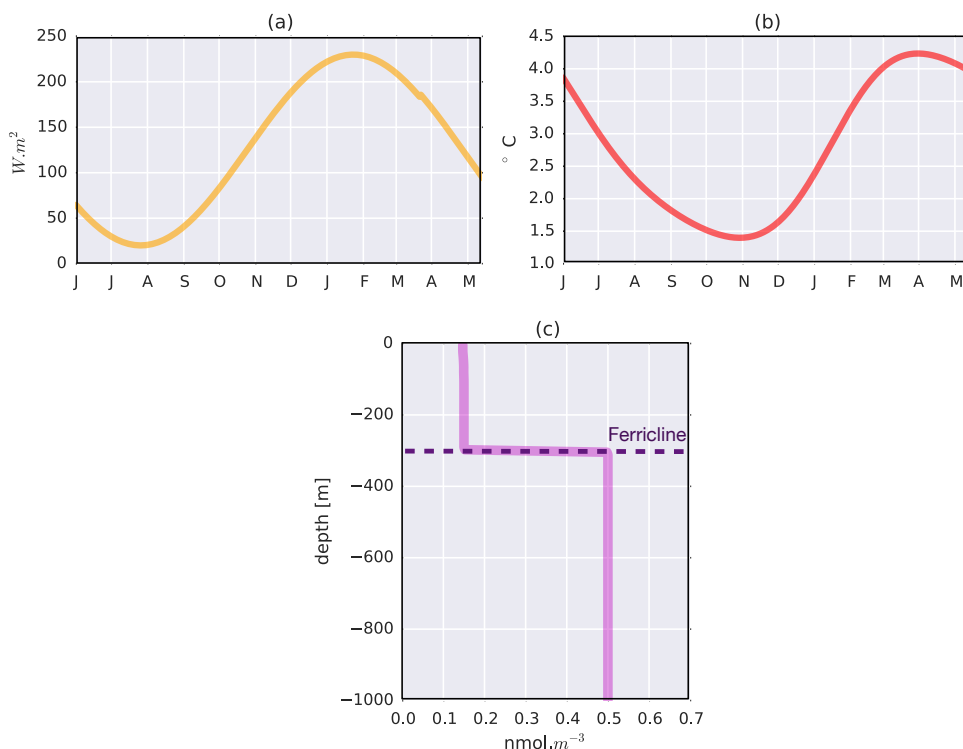 (a)
250
200
150
100
50
0
W.m²
J J A S O N D J F M A M
(b)
4.5
4.0
3.5
3.0
2.5
2.0
1.5
1.0
° C
J J A S O N D J F M A M
(c)
0
−200
−400
−600
−800
−1000
depth [m]
Ferricline
0.0 0.1 0.2 0.3 0.4 0.5 0.6 0.7
nmol.m⁻³